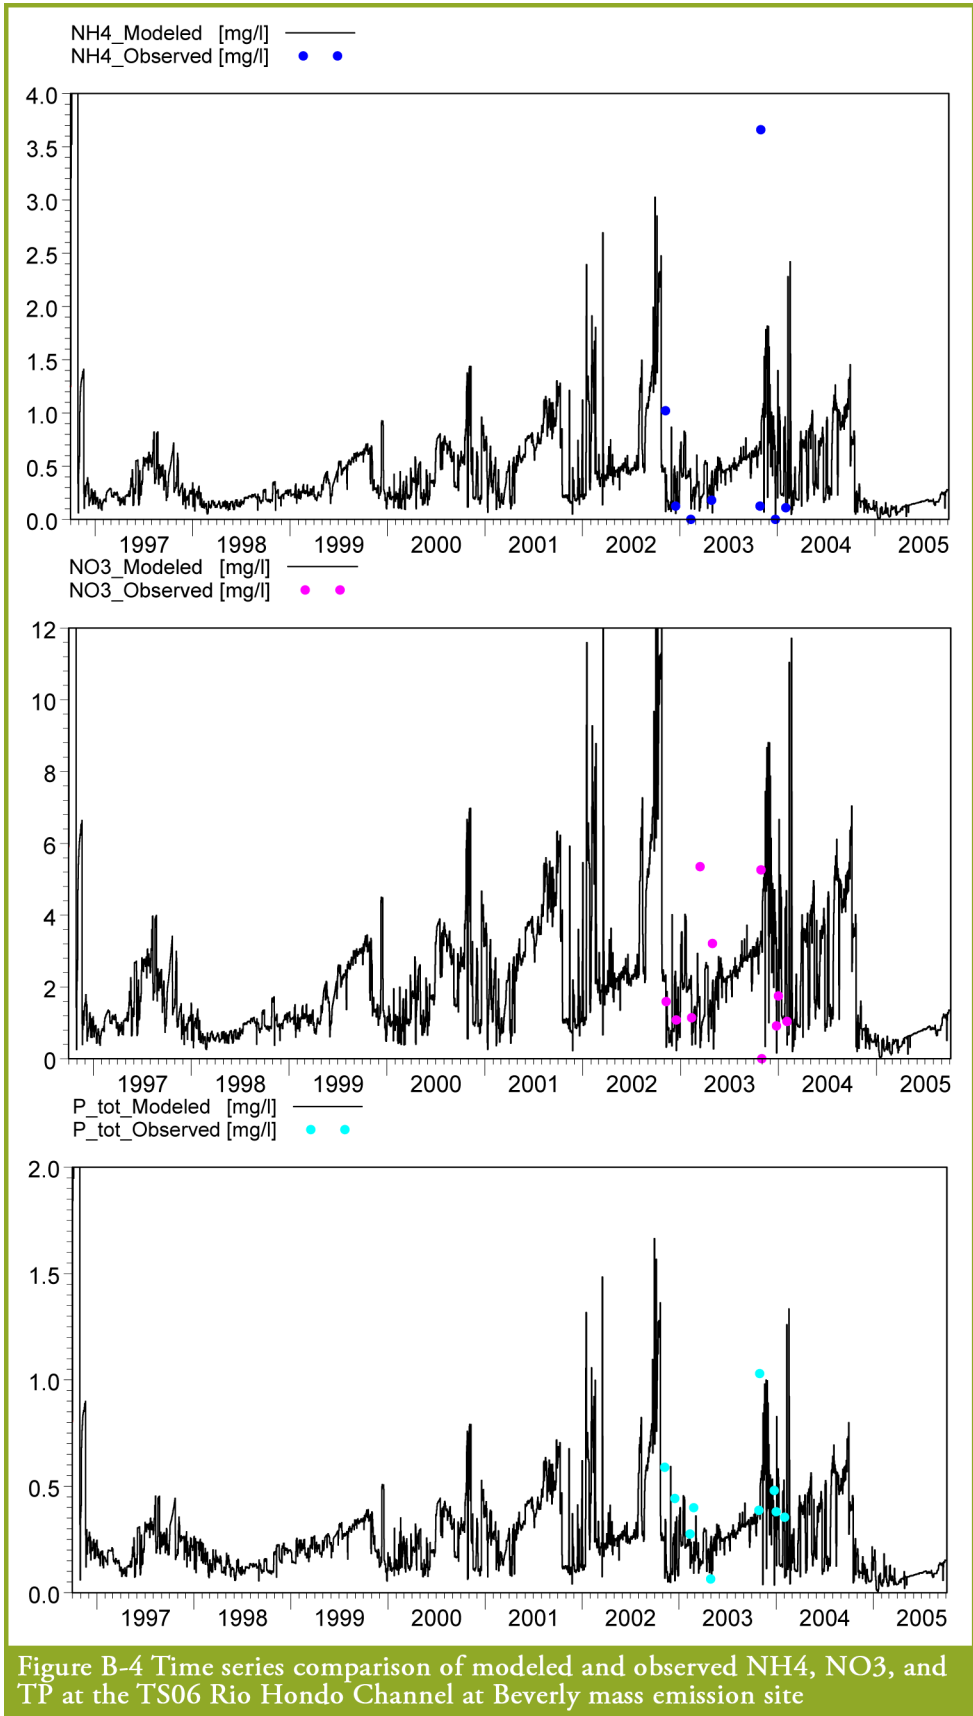 NH4_Modeled [mg/l]
NH4_Observed [mg/l]
4.0
3.5
3.0
2.5
2.0
1.5
1.0
0.5
0.0
1997 1998 1999 2000 2001 2002 2003 2004 2005
NO3_Modeled [mg/l]
NO3_Observed [mg/l]
12
10
8
6
4
2
0
1997 1998 1999 2000 2001 2002 2003 2004 2005
P_tot_Modeled [mg/l]
P_tot_Observed [mg/l]
2.0
1.5
1.0
0.5
0.0
1997 1998 1999 2000 2001 2002 2003 2004 2005
Figure B-4 Time series comparison of modeled and observed NH4, NO3, and
TP at the TS06 Rio Hondo Channel at Beverly mass emission site